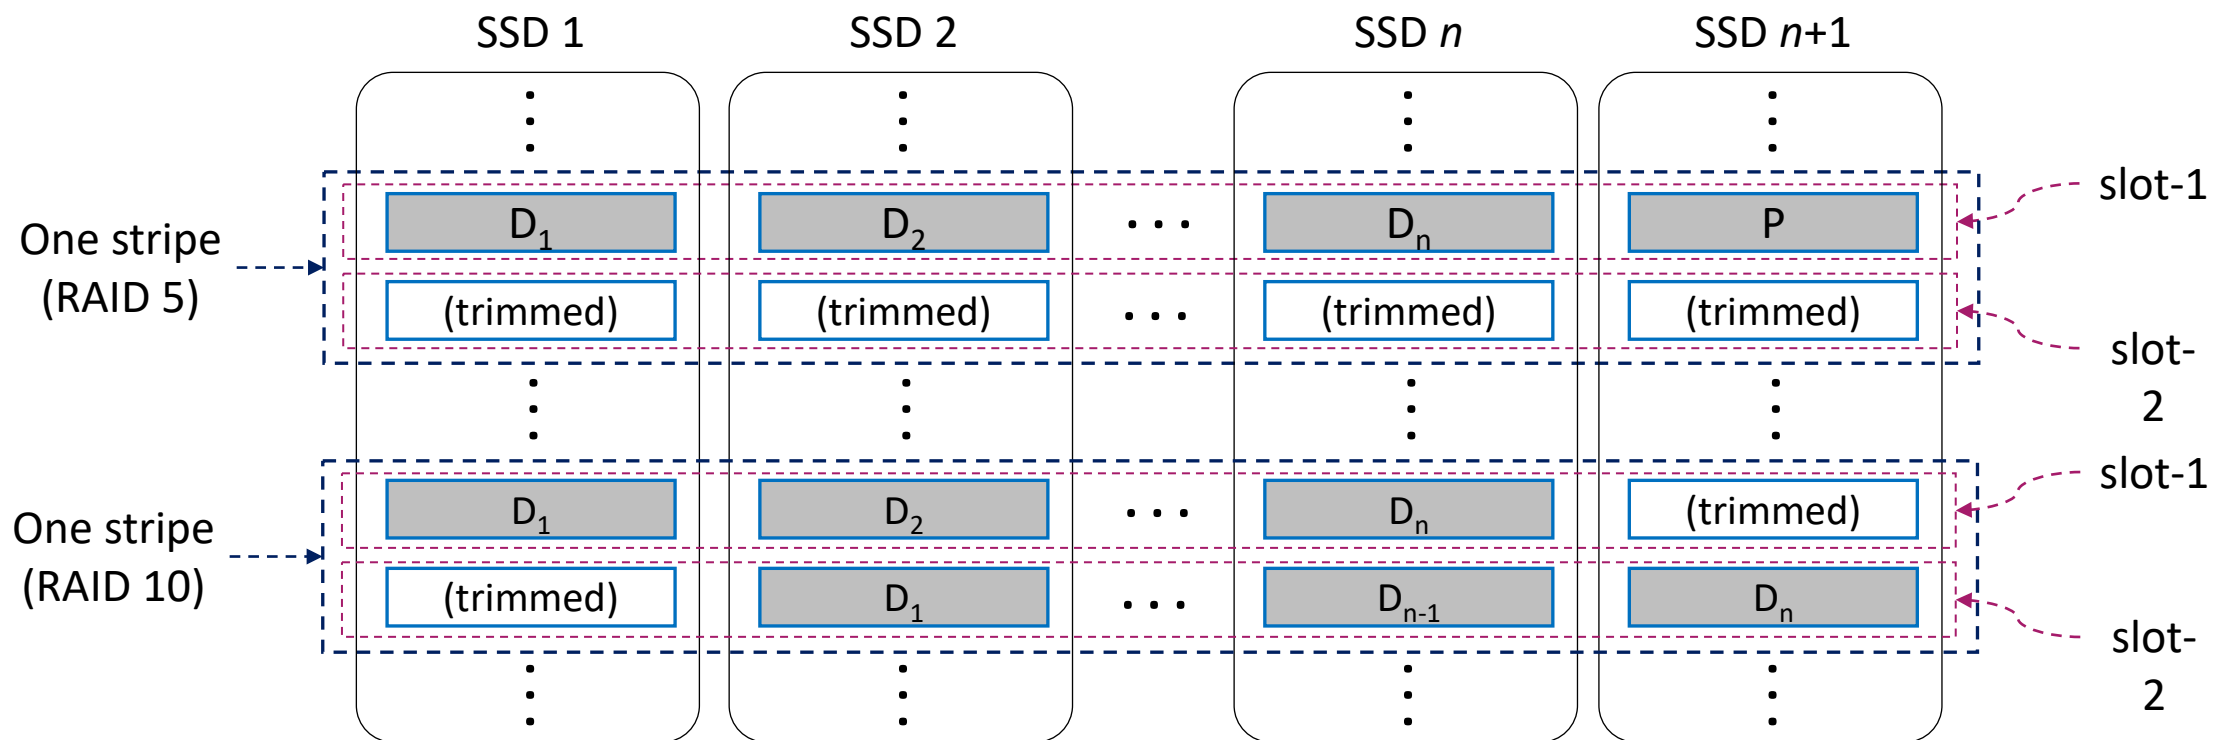 SSD 1 SSD 2 SSD n SSD n+1
D₁ D₂ ... Dₙ P
slot-1
One stripe
(RAID 5)
(trimmed) (trimmed) ... (trimmed) (trimmed)
slot-
2
D₁ D₂ ... Dₙ (trimmed)
slot-1
One stripe
(RAID 10)
(trimmed) D₁ ... Dₙ₋₁ Dₙ
slot-
2